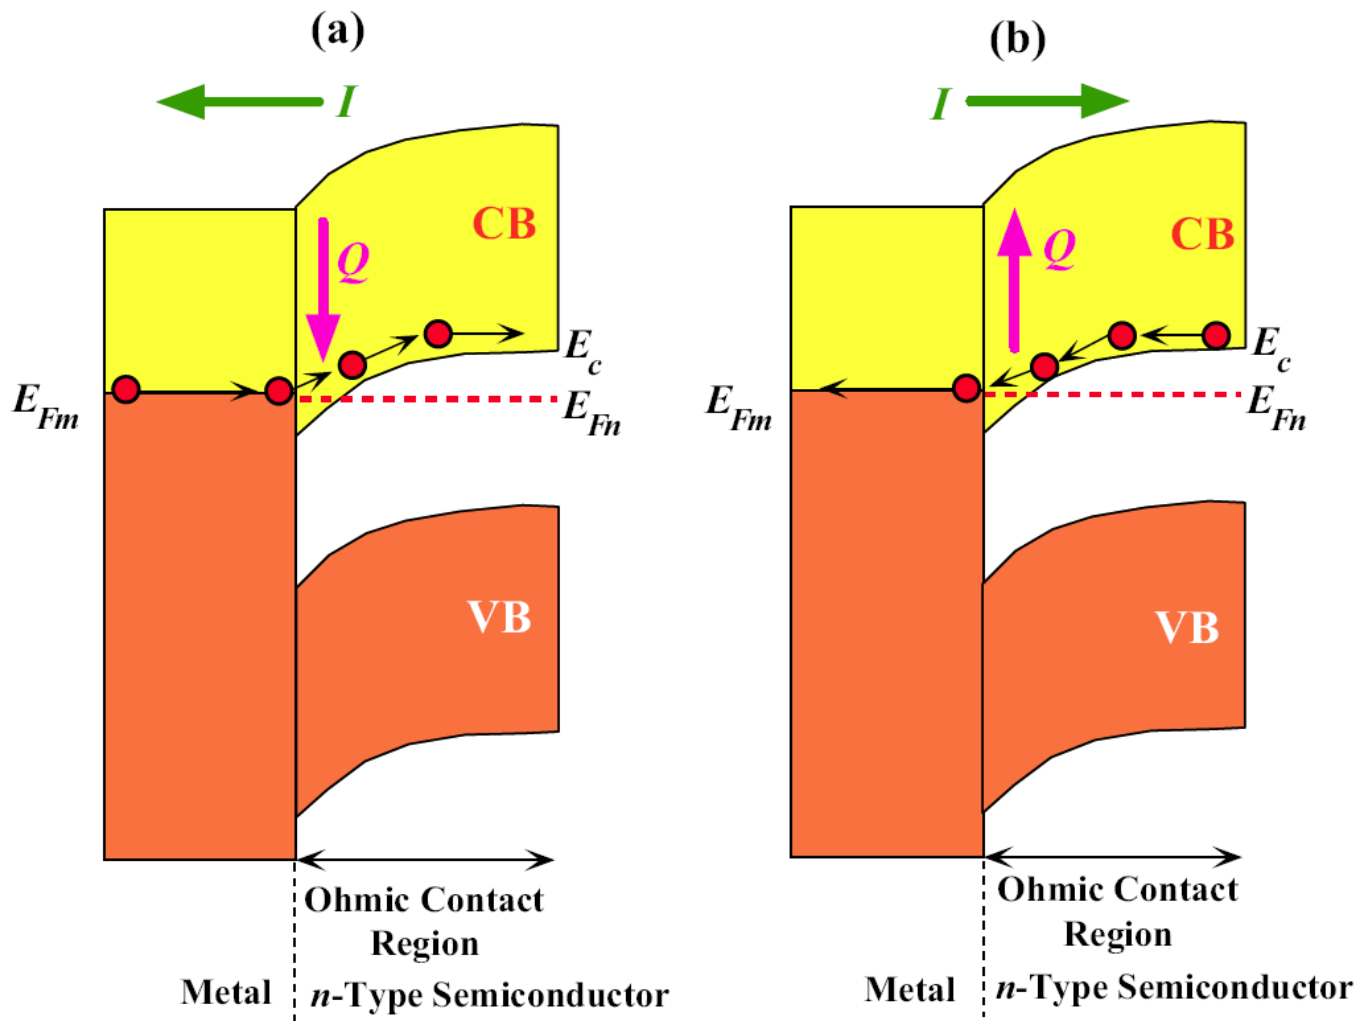 (a)
I
Q
CB
E_c
E_Fm
E_Fn
VB
Ohmic Contact
Region
Metal
n-Type Semiconductor
(b)
I
Q
CB
E_c
E_Fm
E_Fn
VB
Ohmic Contact
Region
Metal
n-Type Semiconductor